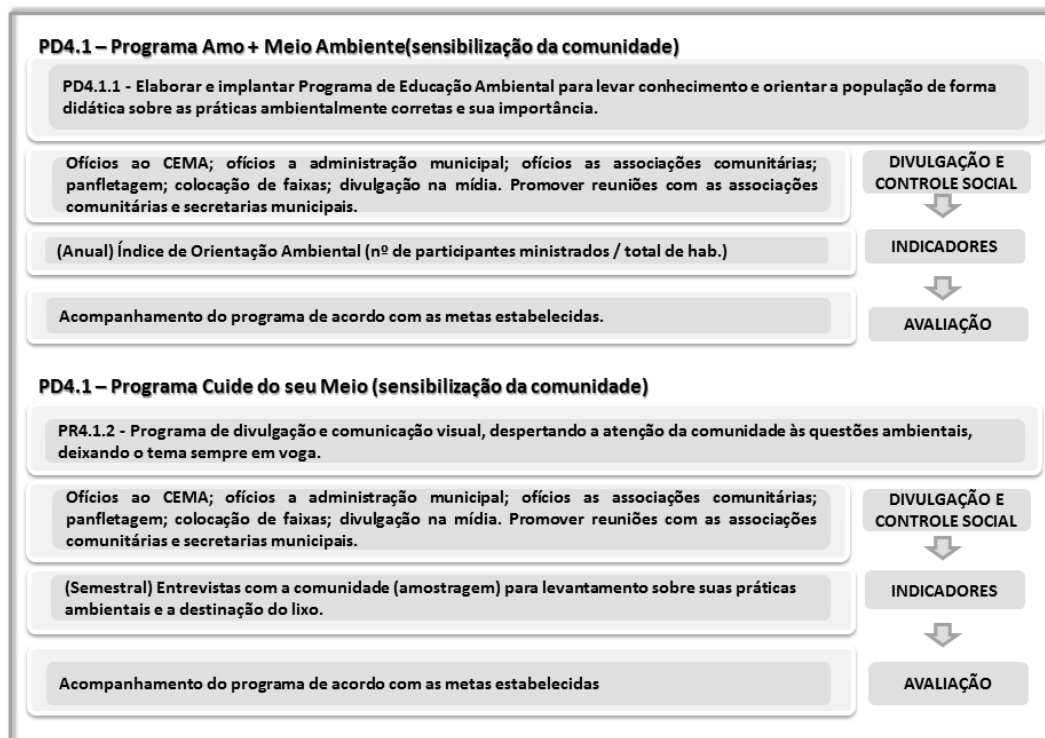 PD4.1 – Programa Amo + Meio Ambiente(sensibilização da comunidade)
PD4.1.1 - Elaborar e implantar Programa de Educação Ambiental para levar conhecimento e orientar a população de forma
didática sobre as práticas ambientalmente corretas e sua importância.
Ofícios ao CEMA; ofícios a administração municipal; ofícios as associações comunitárias;
panfletagem; colocação de faixas; divulgação na mídia. Promover reuniões com as associações
comunitárias e secretarias municipais.
DIVULGAÇÃO E
CONTROLE SOCIAL
(Anual) Índice de Orientação Ambiental (nº de participantes ministrados / total de hab.)
INDICADORES
Acompanhamento do programa de acordo com as metas estabelecidas.
AVALIAÇÃO
PD4.1 – Programa Cuide do seu Meio (sensibilização da comunidade)
PR4.1.2 - Programa de divulgação e comunicação visual, despertando a atenção da comunidade às questões ambientais,
deixando o tema sempre em voga.
Ofícios ao CEMA; ofícios a administração municipal; ofícios as associações comunitárias;
panfletagem; colocação de faixas; divulgação na mídia. Promover reuniões com as associações
comunitárias e secretarias municipais.
DIVULGAÇÃO E
CONTROLE SOCIAL
(Semestral) Entrevistas com a comunidade (amostragem) para levantamento sobre suas práticas
ambientais e a destinação do lixo.
INDICADORES
Acompanhamento do programa de acordo com as metas estabelecidas
AVALIAÇÃO